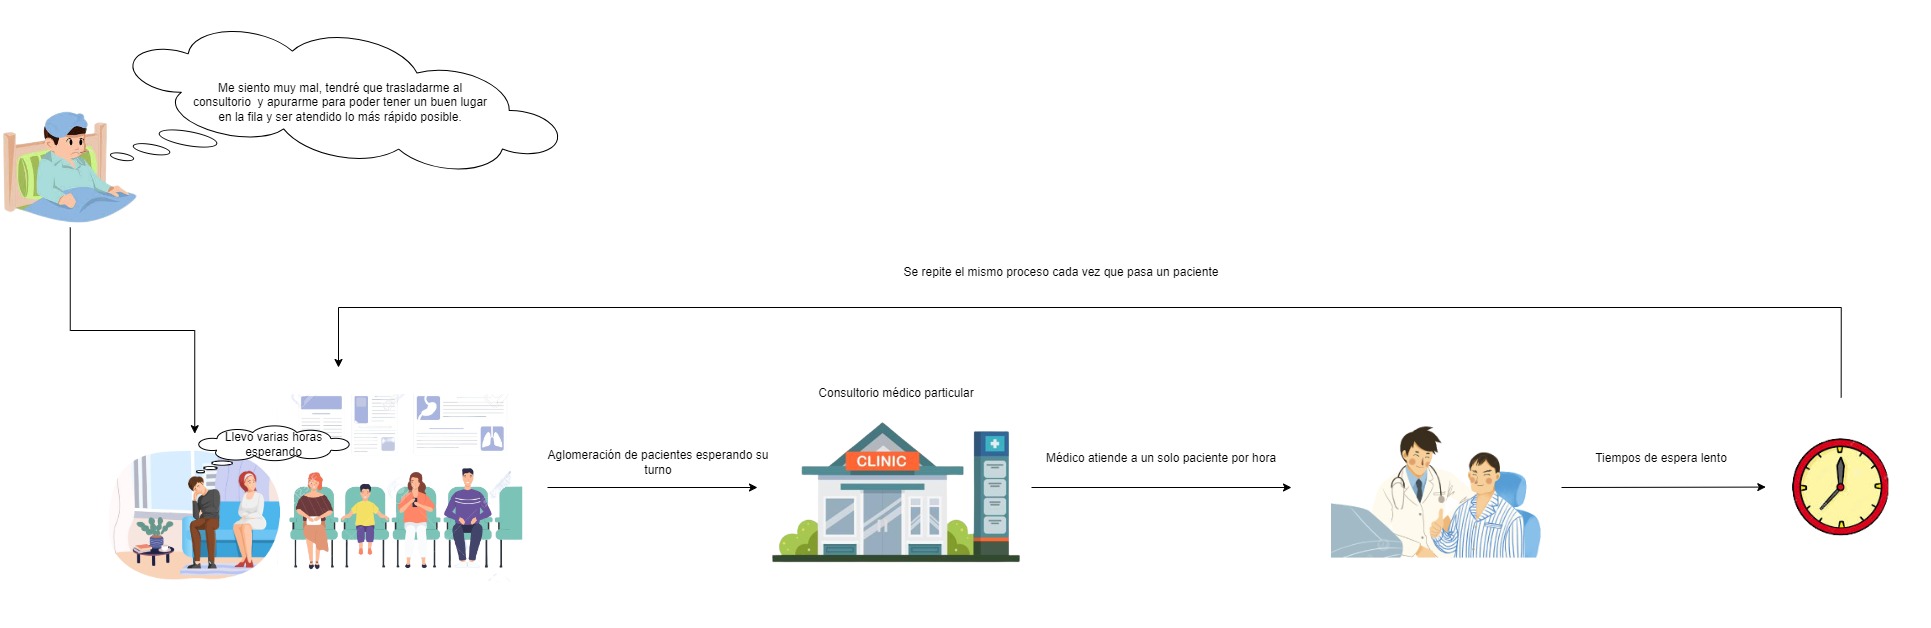 Me siento muy mal, tendré que trasladarme al
consultorio  y apurarme para poder tener un buen lugar
en la fila y ser atendido lo más rápido posible.
Se repite el mismo proceso cada vez que pasa un paciente
Llevo varias horas
esperando
Aglomeración de pacientes esperando su
turno
Consultorio médico particular
CLINIC
Médico atiende a un solo paciente por hora
Tiempos de espera lento